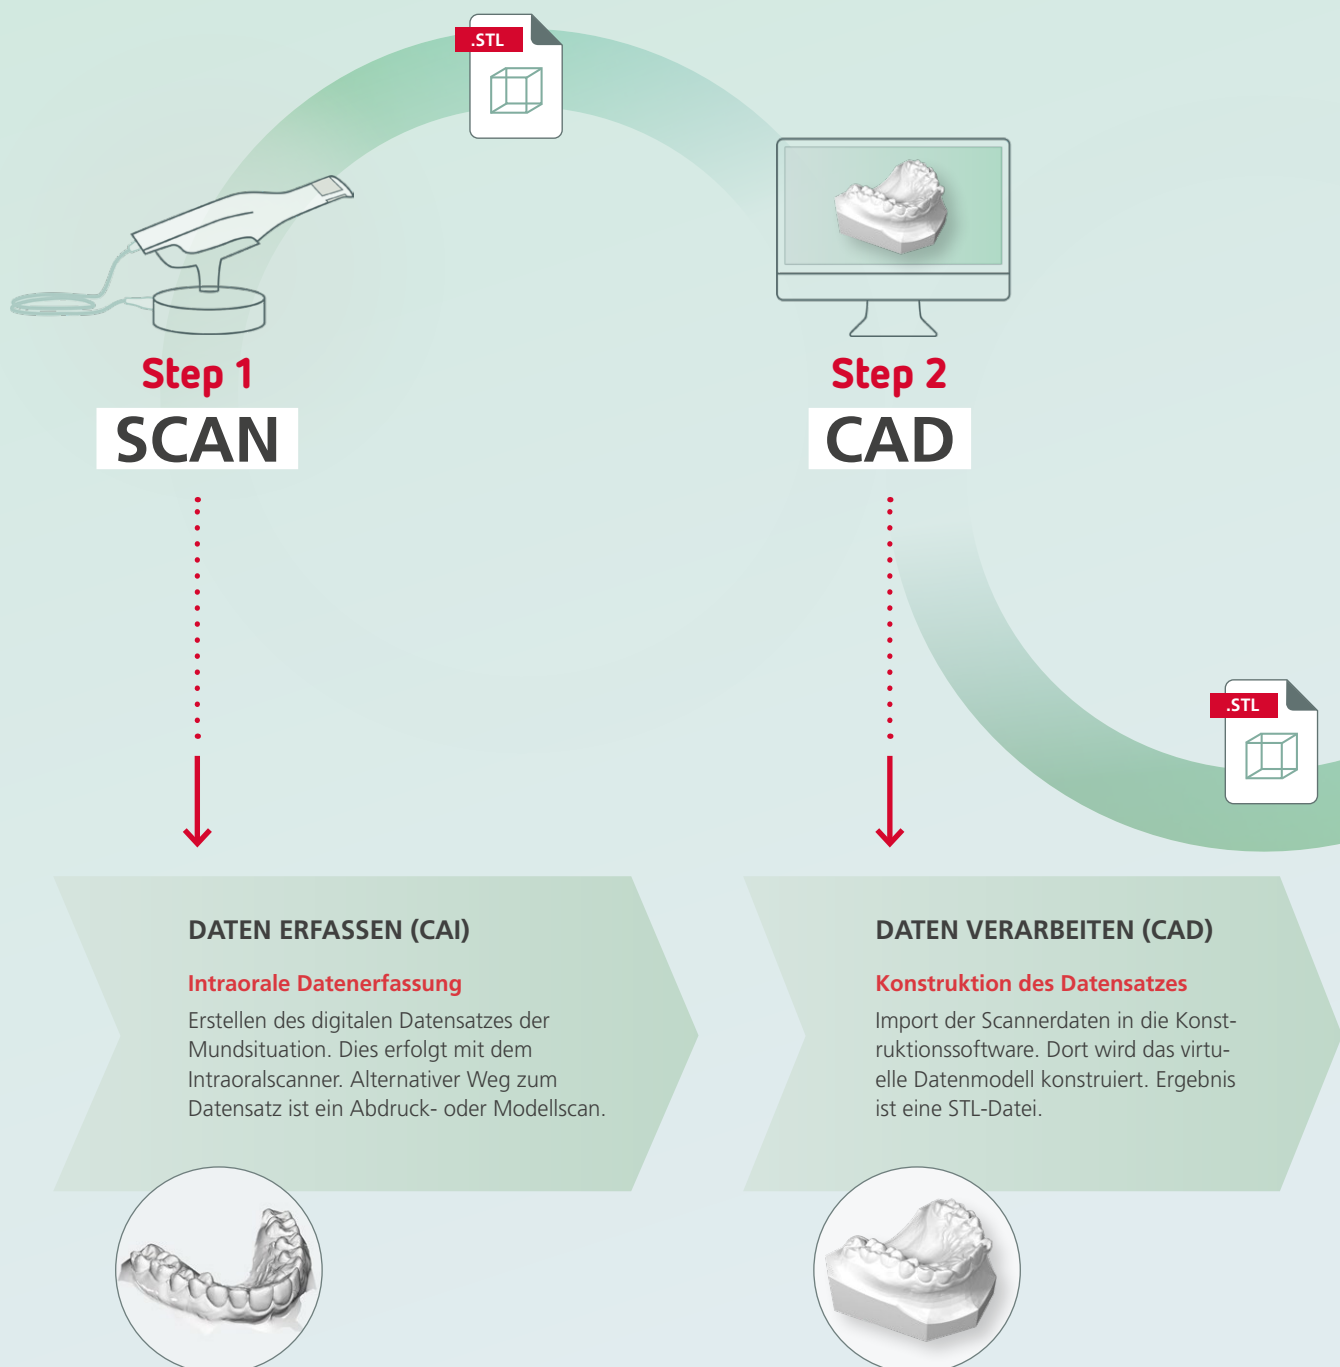 .STL
Step 1
SCAN
Step 2
CAD
.STL
DATEN ERFASSEN (CAI)
Intraorale Datenerfassung
Erstellen des digitalen Datensatzes der
Mundsituation. Dies erfolgt mit dem
Intraoralscanner. Alternativer Weg zum
Datensatz ist ein Abdruck- oder Modellscan.
DATEN VERARBEITEN (CAD)
Konstruktion des Datensatzes
Import der Scannerdaten in die Konst-
ruktionssoftware. Dort wird das virtu-
elle Datenmodell konstruiert. Ergebnis
ist eine STL-Datei.